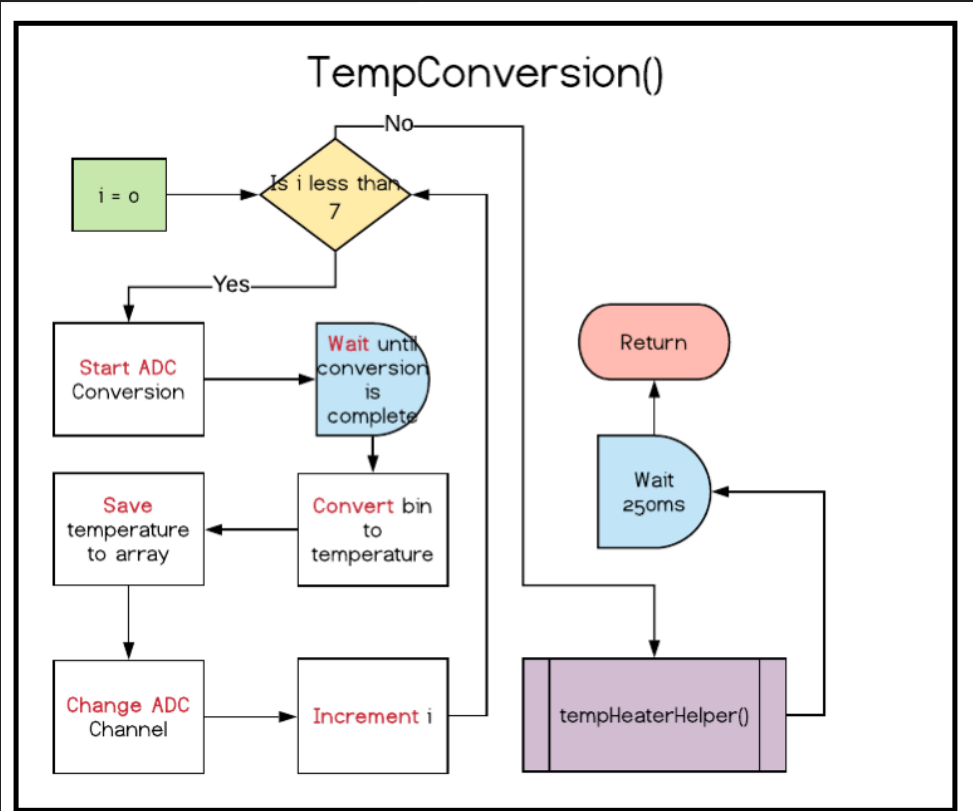 TempConversion()
No
i = 0
Is i less than
7
Yes
Start ADC
Conversion
Wait until
conversion
is
complete
Return
Save
temperature
to array
Convert bin
to
temperature
Wait
250ms
Change ADC
Channel
Increment i
tempHeaterHelper()